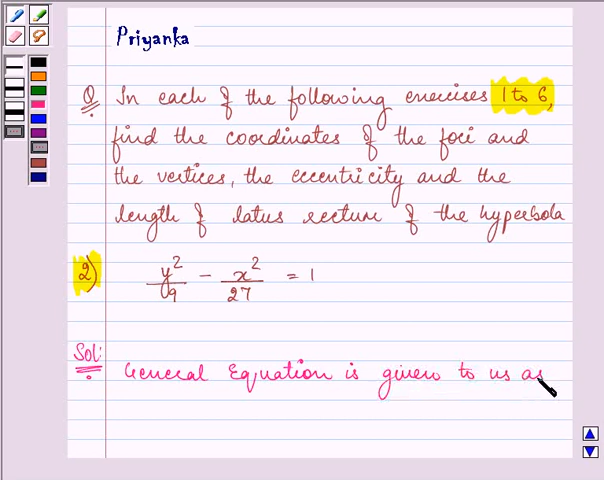 Priyanka
Q In each of the following exercises 1 to 6,
find the coordinates of the foci and
the vertices, the eccentricity and the
length of latus rectum of the hyperbola
2) y²/9 - x²/27 = 1
Sol: General Equation is given to us as